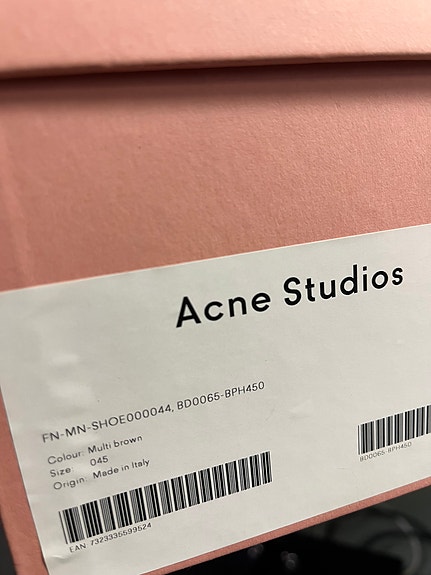 Acne Studios
FN-MN-SHOE000044, BD0065-BPH450
Colour: Multi brown
Size 045
Origin: Made in Italy
EAN 7323335599524
BD0065-BPH450